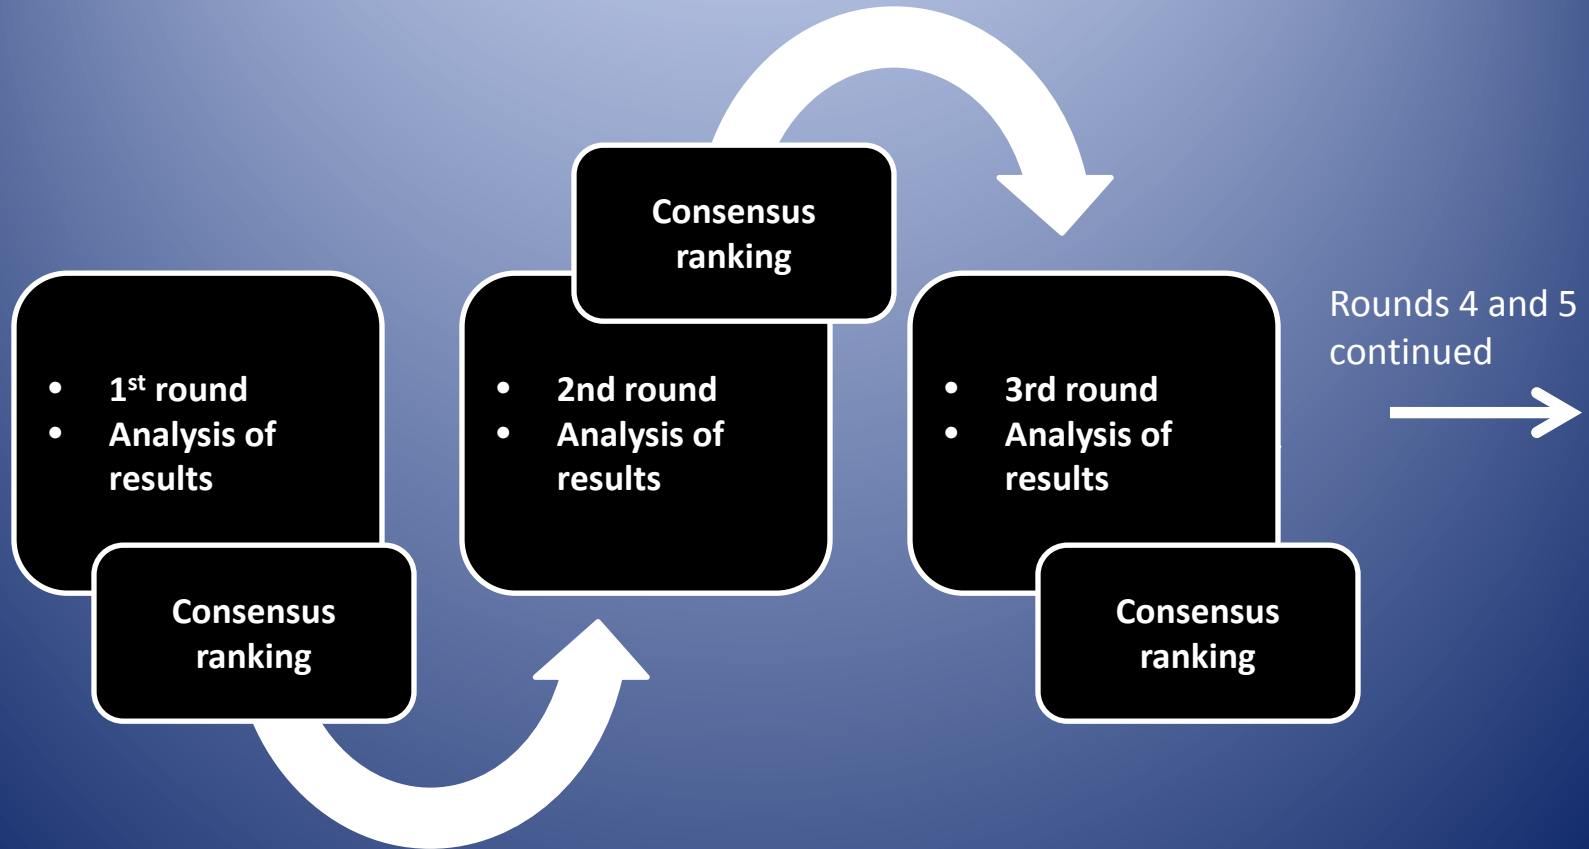 • 1st round
• Analysis of
results
Consensus
ranking
• 2nd round
• Analysis of
results
Consensus
ranking
• 3rd round
• Analysis of
results
Consensus
ranking
Rounds 4 and 5
continued